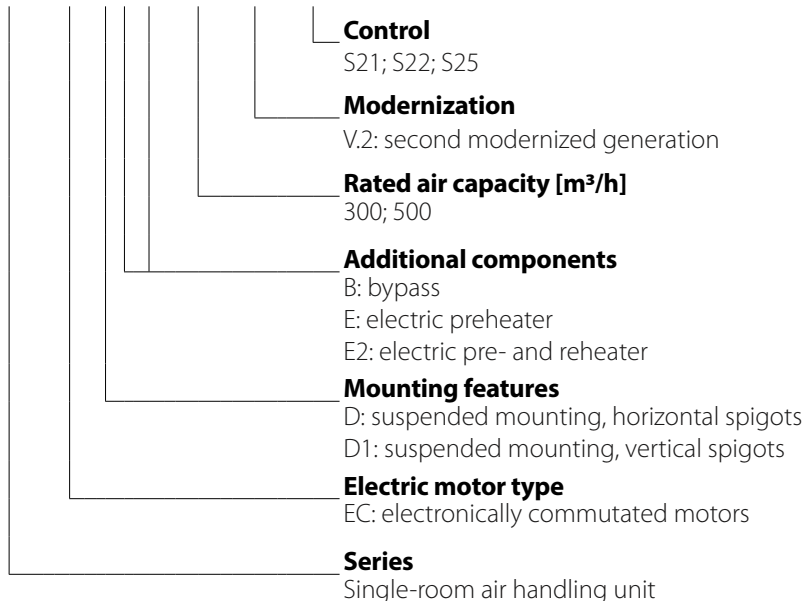 Control
S21; S22; S25
Modernization
V.2: second modernized generation
Rated air capacity [m³/h]
300; 500
Additional components
B: bypass
E: electric preheater
E2: electric pre- and reheater
Mounting features
D: suspended mounting, horizontal spigots
D1: suspended mounting, vertical spigots
Electric motor type
EC: electronically commutated motors
Series
Single-room air handling unit